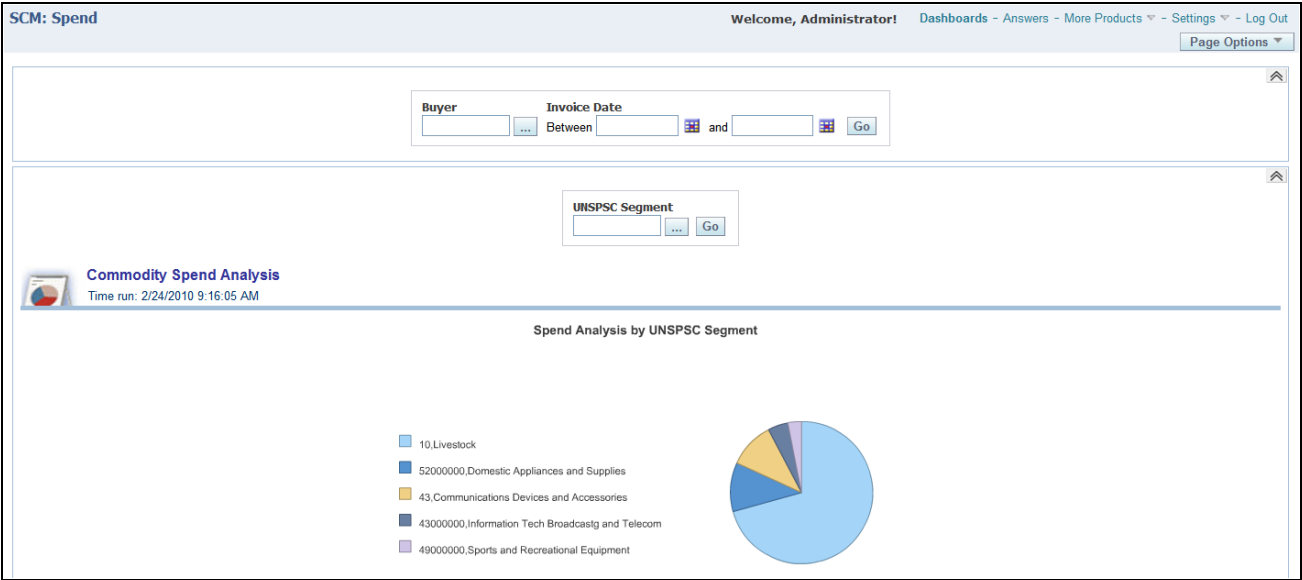 SCM: Spend
Welcome, Administrator! Dashboards - Answers - More Products - Settings - Log Out
Page Options
Buyer Invoice Date
... Between and Go
UNSPSC Segment
... Go
Commodity Spend Analysis
Time run: 2/24/2010 9:16:05 AM
Spend Analysis by UNSPSC Segment
10,Livestock
52000000,Domestic Appliances and Supplies
43,Communications Devices and Accessories
43000000,Information Tech Broadcastg and Telecom
49000000,Sports and Recreational Equipment